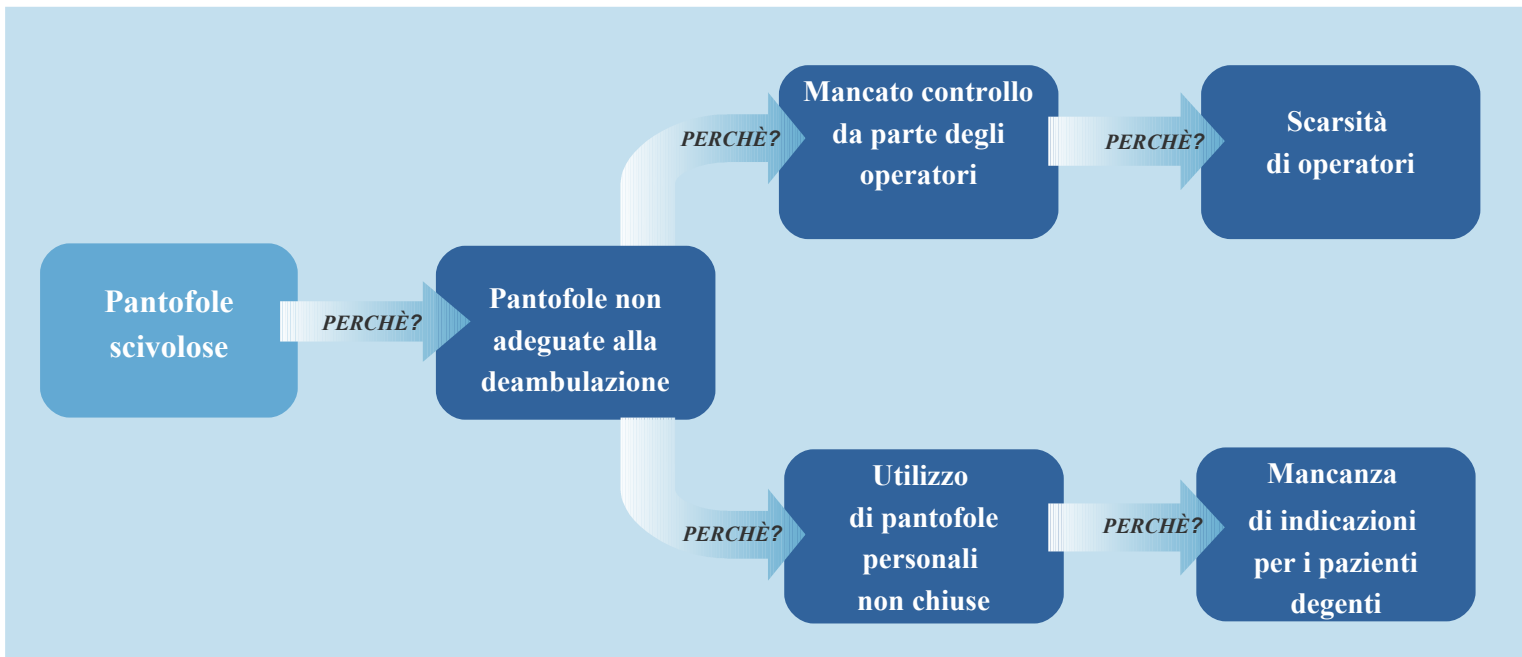 Pantofole
scivolose
PERCHÈ?
Pantofole non
adeguate alla
deambulazione
PERCHÈ?
Mancato controllo
da parte degli
operatori
PERCHÈ?
Scarsità
di operatori
PERCHÈ?
Utilizzo
di pantofole
personali
non chiuse
PERCHÈ?
Mancanza
di indicazioni
per i pazienti
degenti